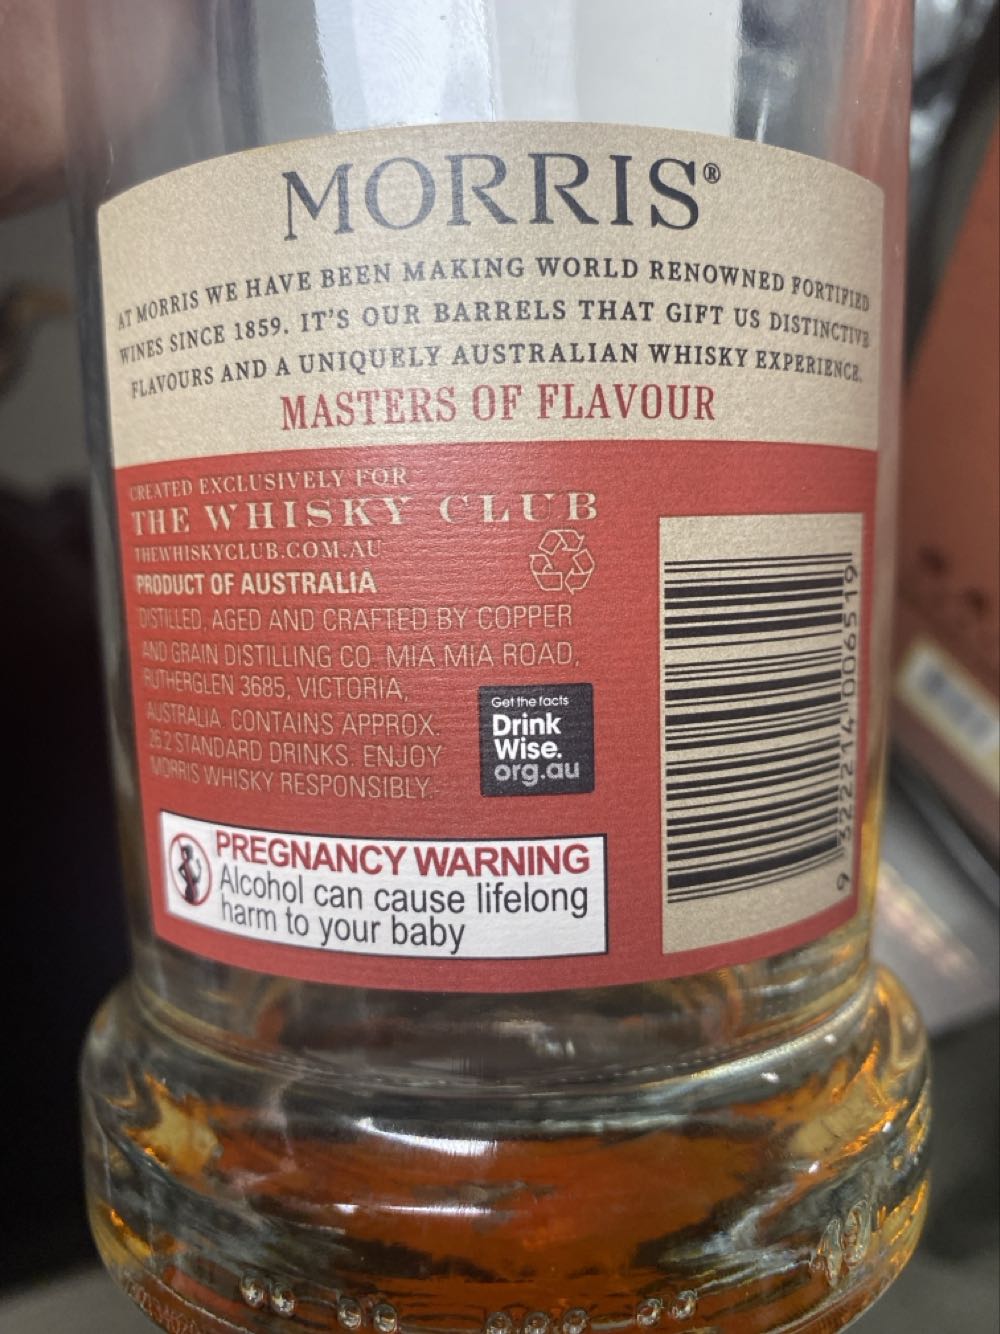 MORRIS®
AT MORRIS WE HAVE BEEN MAKING WORLD RENOWNED FORTIFIED
WINES SINCE 1859. IT'S OUR BARRELS THAT GIFT US DISTINCTIVE
FLAVOURS AND A UNIQUELY AUSTRALIAN WHISKY EXPERIENCE.
MASTERS OF FLAVOUR
CREATED EXCLUSIVELY FOR
THE WHISKY CLUB
THEWHISKYCLUB.COM.AU
PRODUCT OF AUSTRALIA
DISTILLED, AGED AND CRAFTED BY COPPER
AND GRAIN DISTILLING CO. MIA MIA ROAD,
RUTHERGLEN 3685, VICTORIA,
AUSTRALIA. CONTAINS APPROX.
26.2 STANDARD DRINKS. ENJOY
MORRIS WHISKY RESPONSIBLY.
Get the facts
Drink
Wise.
org.au
PREGNANCY WARNING
Alcohol can cause lifelong
harm to your baby
9 322214 006519